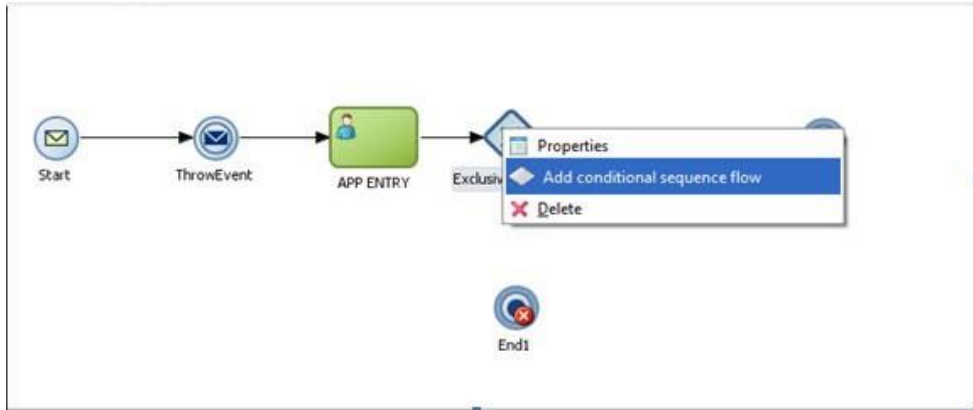 Start
ThrowEvent
APP ENTRY
Exclusiv
Properties
Add conditional sequence flow
Delete
End1